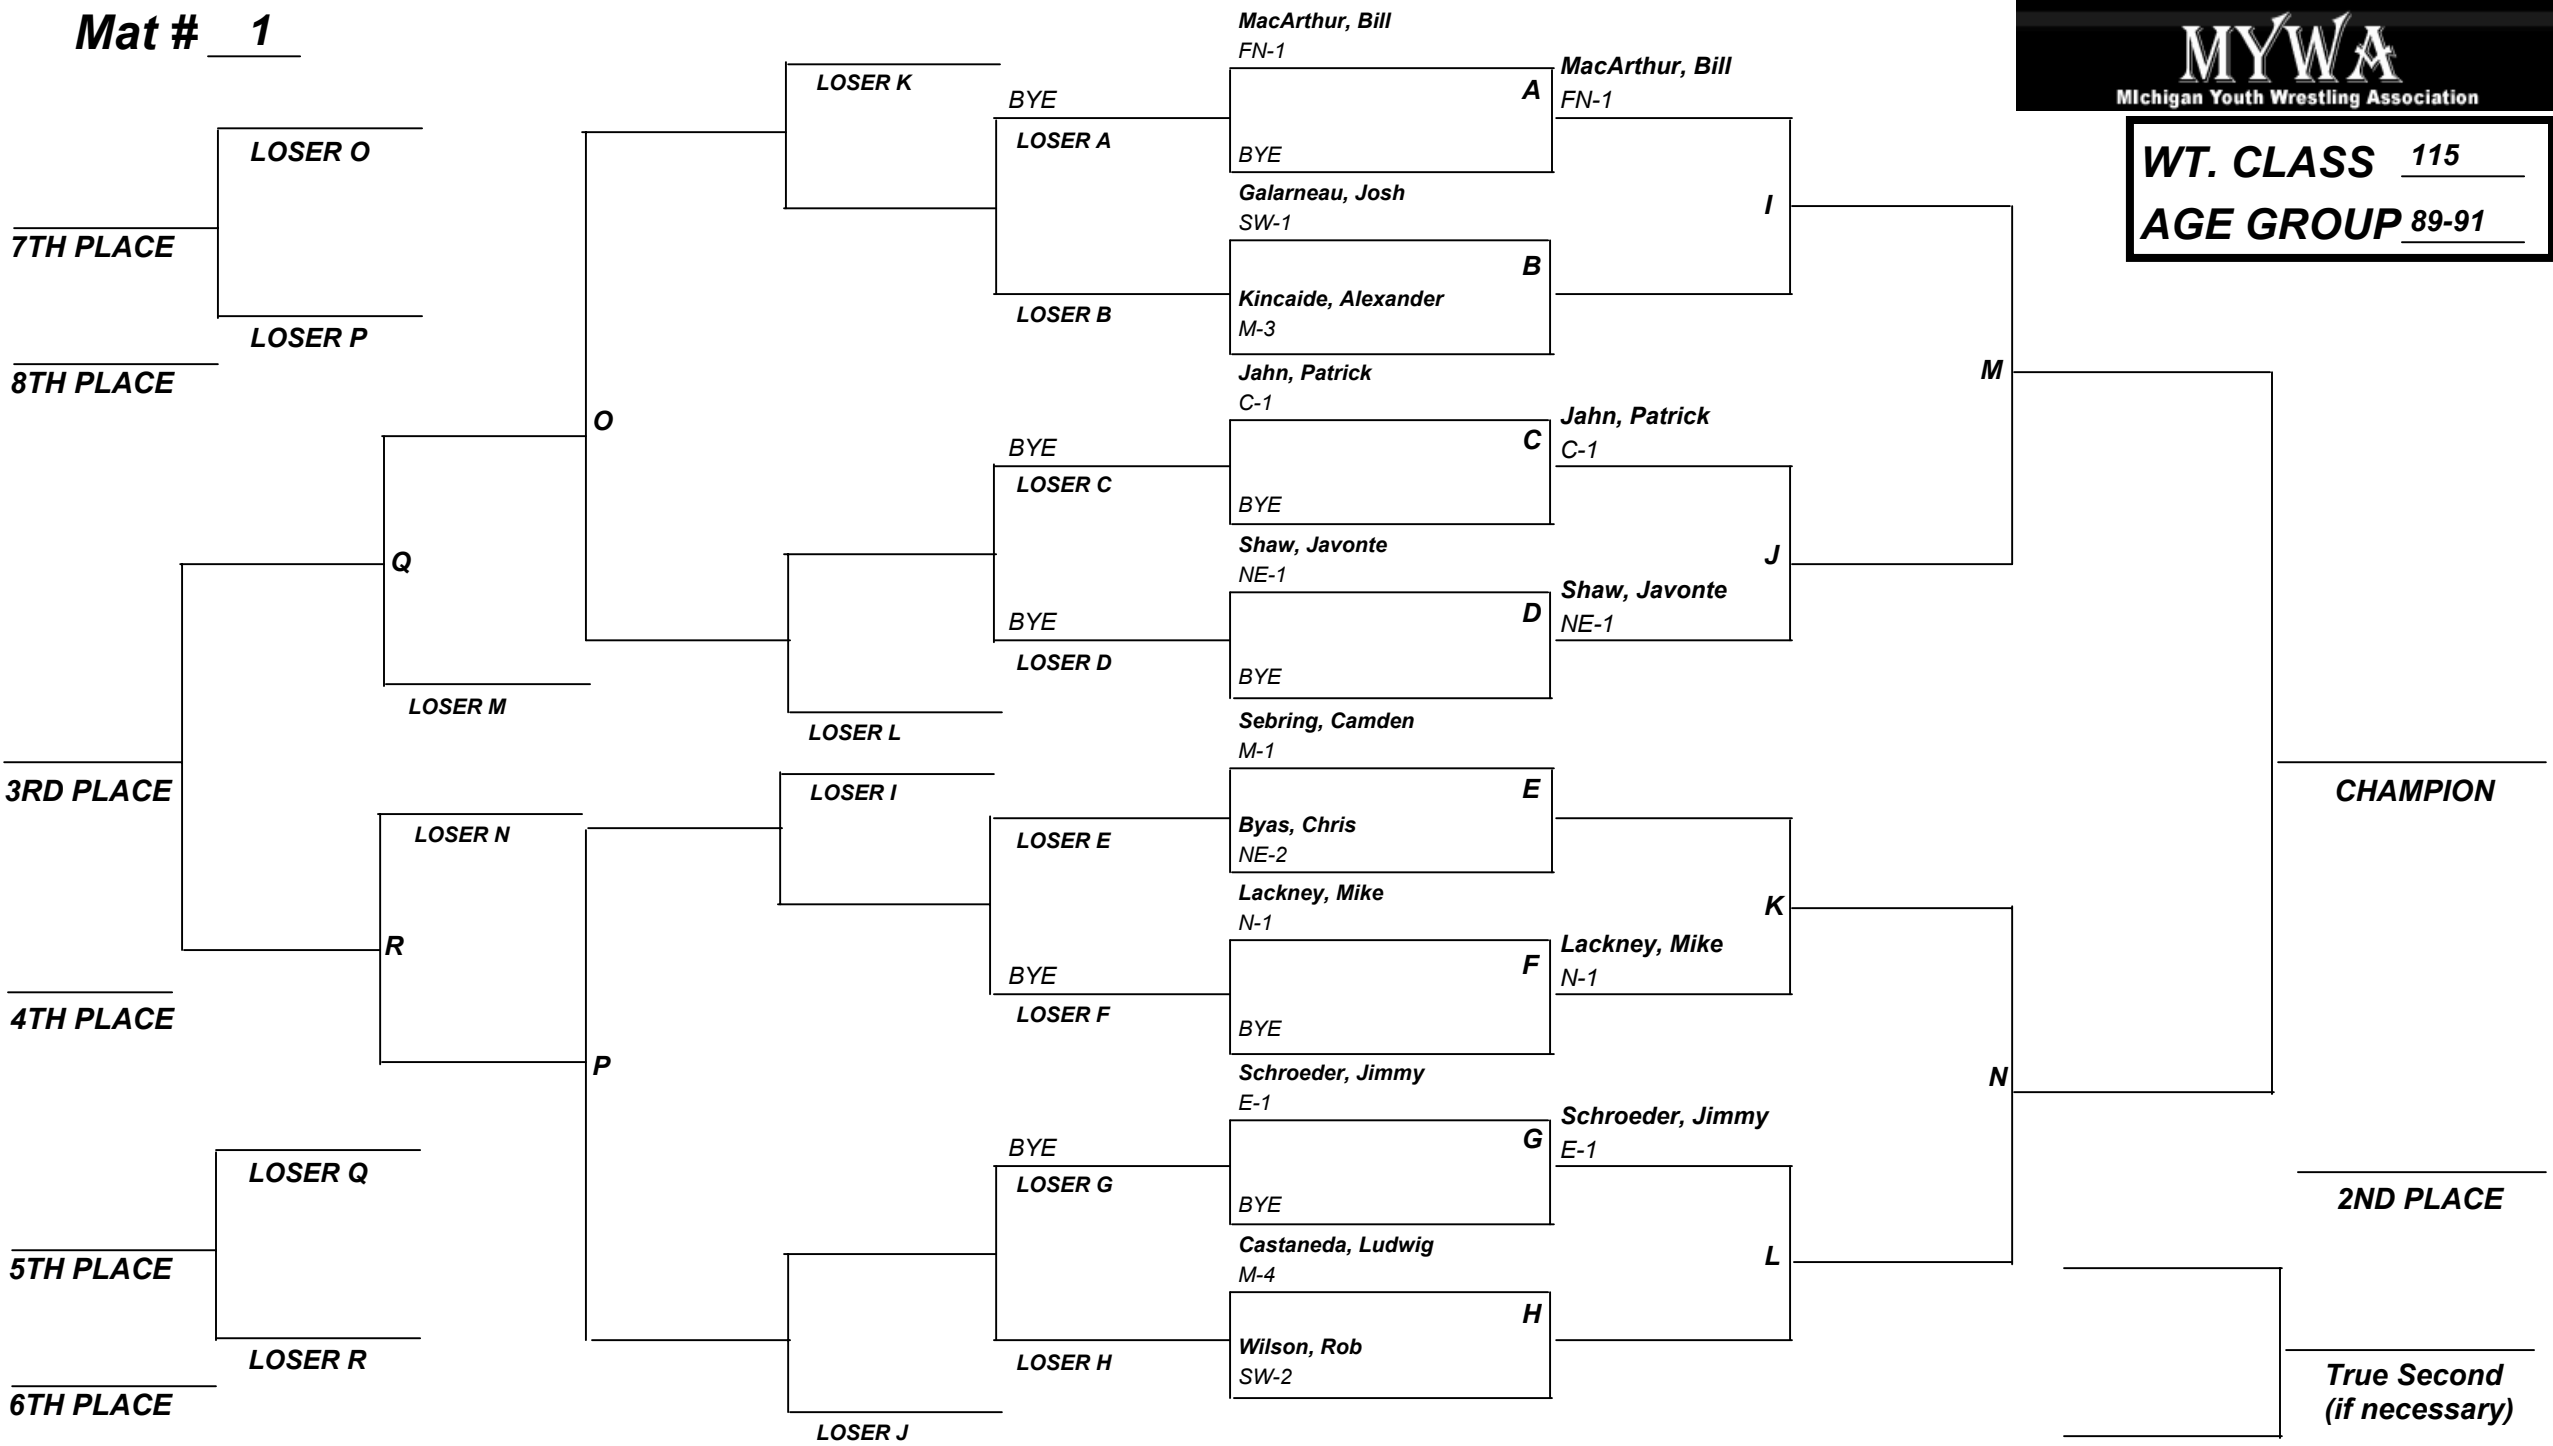 Mat # 1
MYWA
MIchigan Youth Wrestling Association
WT. CLASS 115
AGE GROUP 89-91
LOSER O
7TH PLACE
LOSER P
8TH PLACE
Q
LOSER M
3RD PLACE
LOSER N
R
4TH PLACE
LOSER Q
5TH PLACE
LOSER R
6TH PLACE
O
P
LOSER K
LOSER L
LOSER I
LOSER J
BYE
LOSER A
LOSER B
BYE
LOSER C
BYE
LOSER D
LOSER E
BYE
LOSER F
BYE
LOSER G
LOSER H
MacArthur, Bill
FN-1
A
BYE
Galarneau, Josh
SW-1
B
Kincaide, Alexander
M-3
Jahn, Patrick
C-1
C
BYE
Shaw, Javonte
NE-1
D
BYE
Sebring, Camden
M-1
E
Byas, Chris
NE-2
Lackney, Mike
N-1
F
BYE
Schroeder, Jimmy
E-1
G
BYE
Castaneda, Ludwig
M-4
H
Wilson, Rob
SW-2
MacArthur, Bill
FN-1
I
Jahn, Patrick
C-1
J
Shaw, Javonte
NE-1
K
Lackney, Mike
N-1
Schroeder, Jimmy
E-1
L
M
N
CHAMPION
2ND PLACE
True Second
(if necessary)